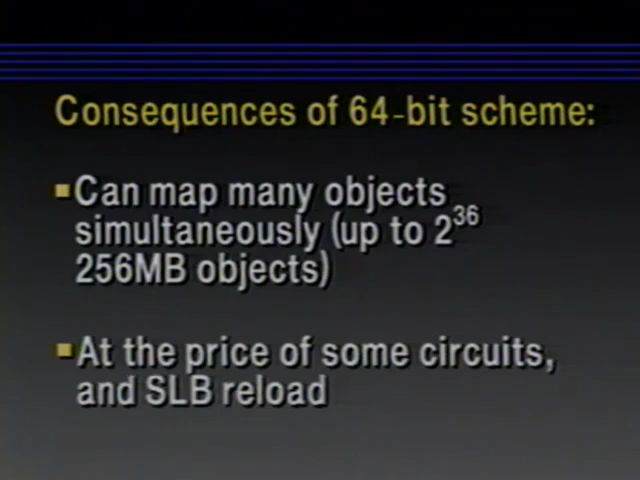 Consequences of 64-bit scheme:
▪Can map many objects
simultaneously (up to 2³⁶
256MB objects)
▪At the price of some circuits,
and SLB reload